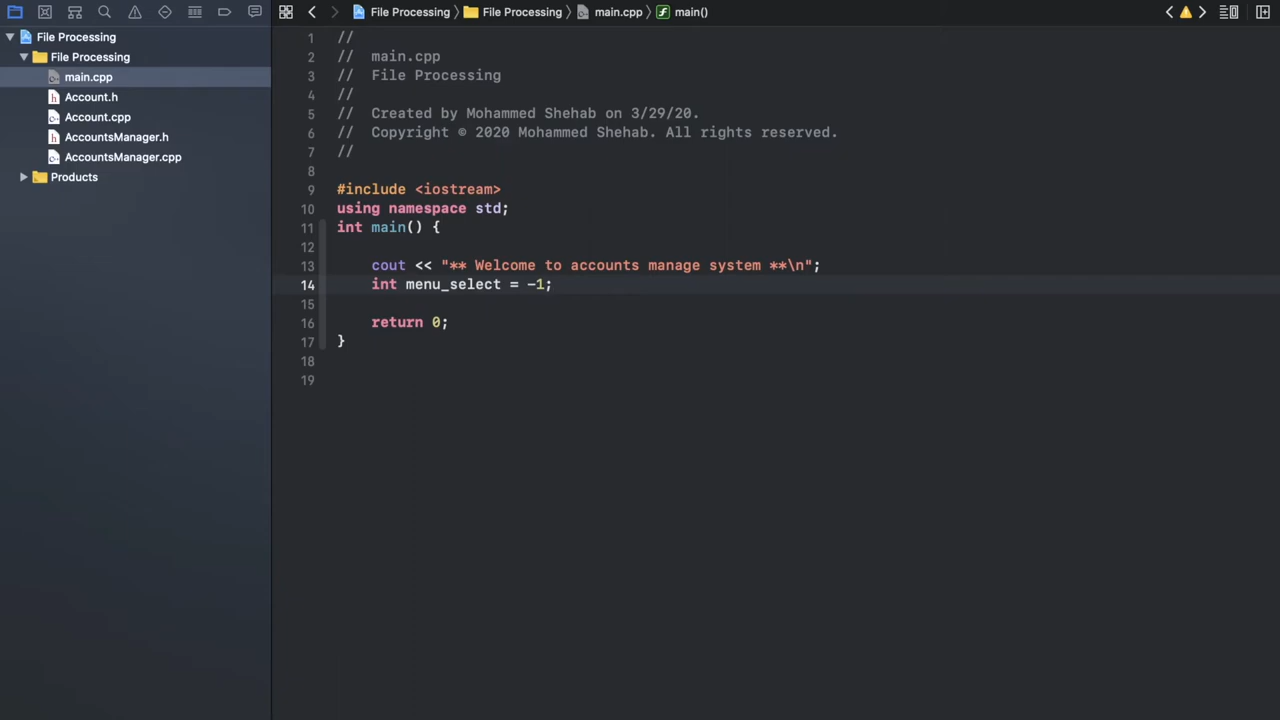 File Processing
File Processing
main.cpp
Account.h
Account.cpp
AccountsManager.h
AccountsManager.cpp
Products
File Processing
File Processing
main.cpp
main()
1 //
2 // main.cpp
3 // File Processing
4 //
5 // Created by Mohammed Shehab on 3/29/20.
6 // Copyright © 2020 Mohammed Shehab. All rights reserved.
7 //
8
9 #include <iostream>
10 using namespace std;
11 int main() {
12
13 cout << "** Welcome to accounts manage system **\n";
14 int menu_select = -1;
15
16 return 0;
17 }
18
19